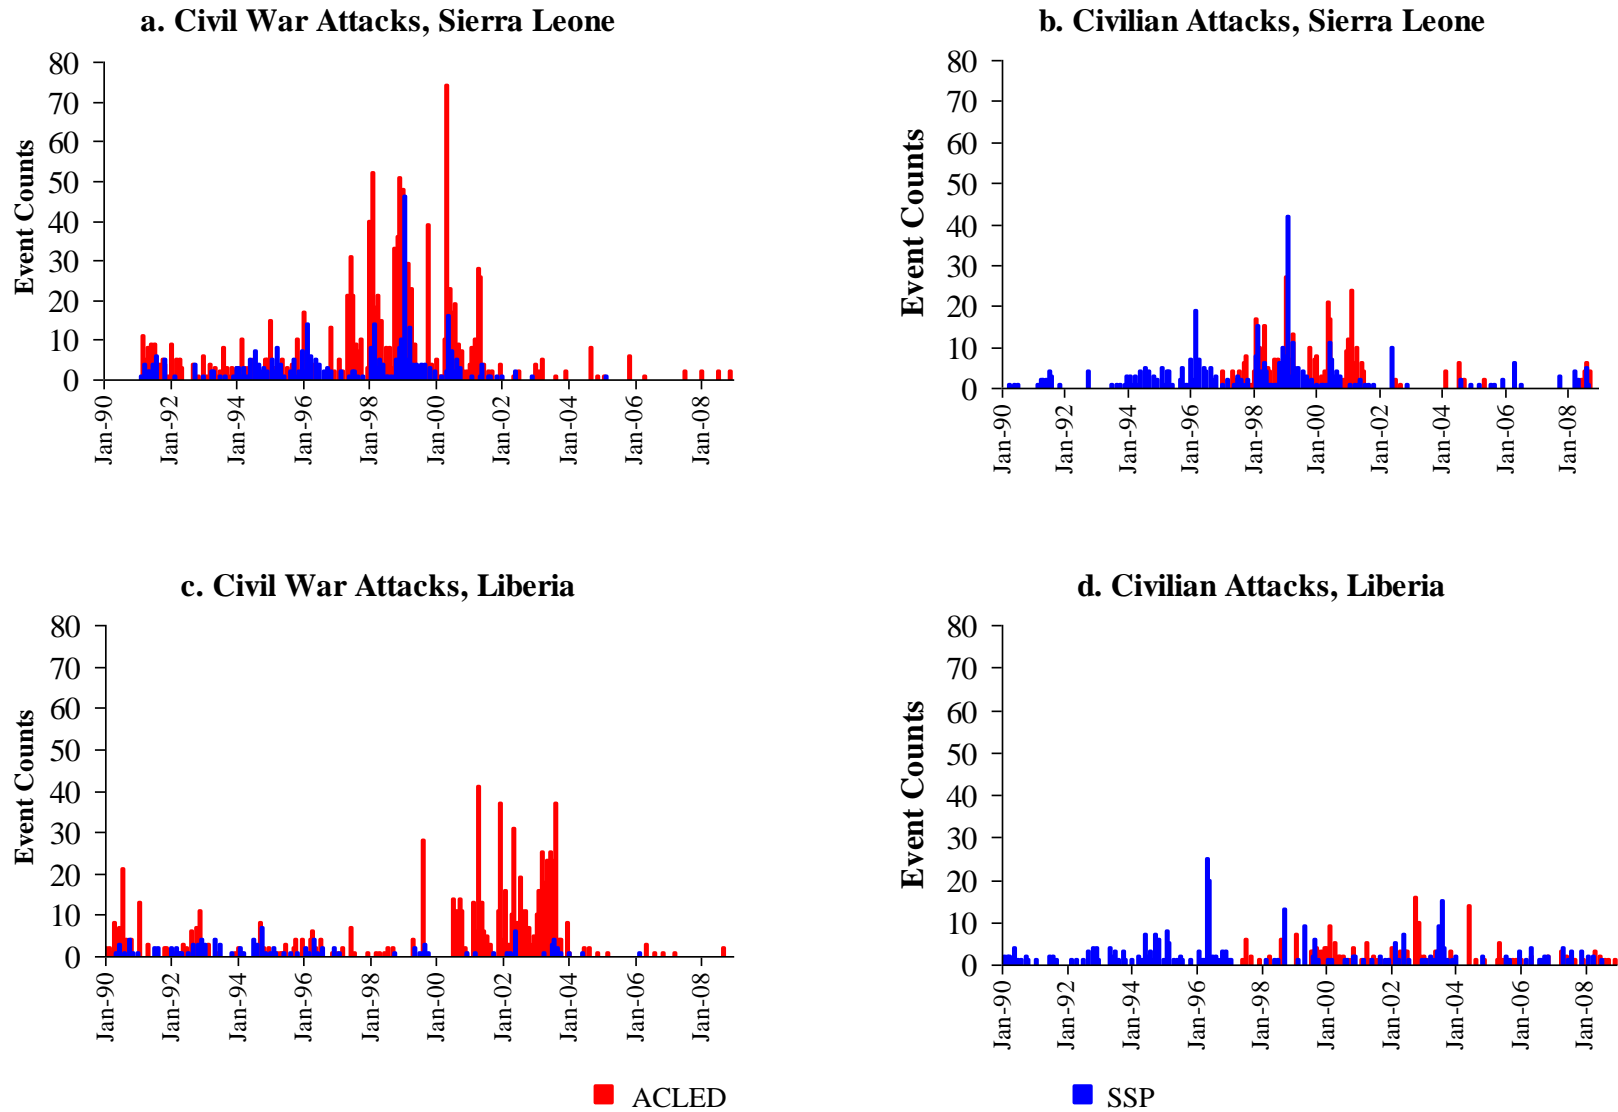 a. Civil War Attacks, Sierra Leone
Event Counts
80
70
60
50
40
30
20
10
0
Jan-90
Jan-92
Jan-94
Jan-96
Jan-98
Jan-00
Jan-02
Jan-04
Jan-06
Jan-08
b. Civilian Attacks, Sierra Leone
Event Counts
80
70
60
50
40
30
20
10
0
Jan-90
Jan-92
Jan-94
Jan-96
Jan-98
Jan-00
Jan-02
Jan-04
Jan-06
Jan-08
c. Civil War Attacks, Liberia
Event Counts
80
70
60
50
40
30
20
10
0
Jan-90
Jan-92
Jan-94
Jan-96
Jan-98
Jan-00
Jan-02
Jan-04
Jan-06
Jan-08
d. Civilian Attacks, Liberia
Event Counts
80
70
60
50
40
30
20
10
0
Jan-90
Jan-92
Jan-94
Jan-96
Jan-98
Jan-00
Jan-02
Jan-04
Jan-06
Jan-08
ACLED
SSP